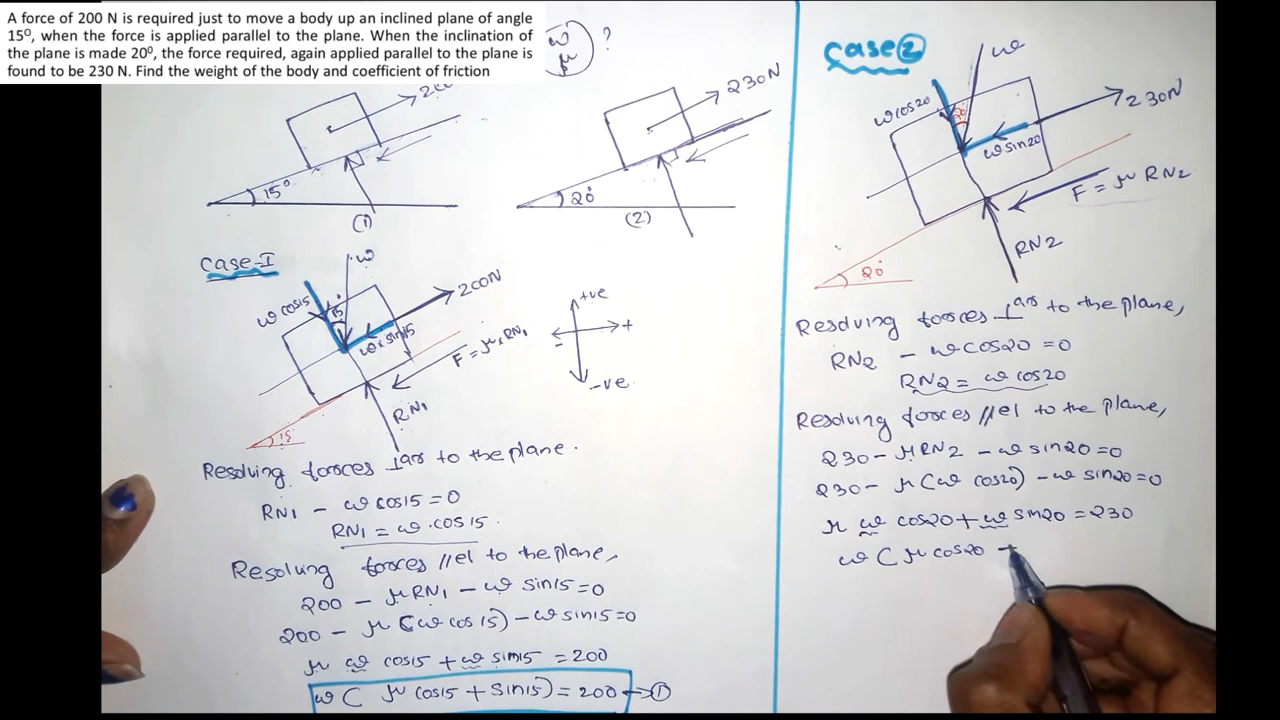 A force of 200 N is required just to move a body up an inclined plane of angle
15⁰, when the force is applied parallel to the plane. When the inclination of
the plane is made 20⁰, the force required, again applied parallel to the plane is
found to be 230 N. Find the weight of the body and coefficient of friction
w
μ
?
15°
(1)
230N
20°
(2)
Case-I
w
w cos15
15°
200N
w sin15
F = μ × RN1
RN1
15
+ve
+
-
-ve
Resolving forces ⊥ar to the plane.
RN1 - w cos15 = 0
RN1 = w.cos15.
Resolving forces //el to the plane,
200 - μRN1 - w sin15 = 0
200 - μ (w cos15) - w sin15 = 0
μ w cos15 + w sin15 = 200
w ( μ cos15 + sin15) = 200 → ①
Case ②
w
w cos20
20
230N
w sin20
F = μ RN2
RN2
20°
Resolving forces ⊥ar to the plane,
RN2 - w cos20 = 0
RN2 = w cos20
Resolving forces //el to the plane,
230 - μRN2 - w sin20 = 0
230 - μ (w cos20) - w sin20 = 0
μ w cos20 + w sin20 = 230
w ( μ cos20